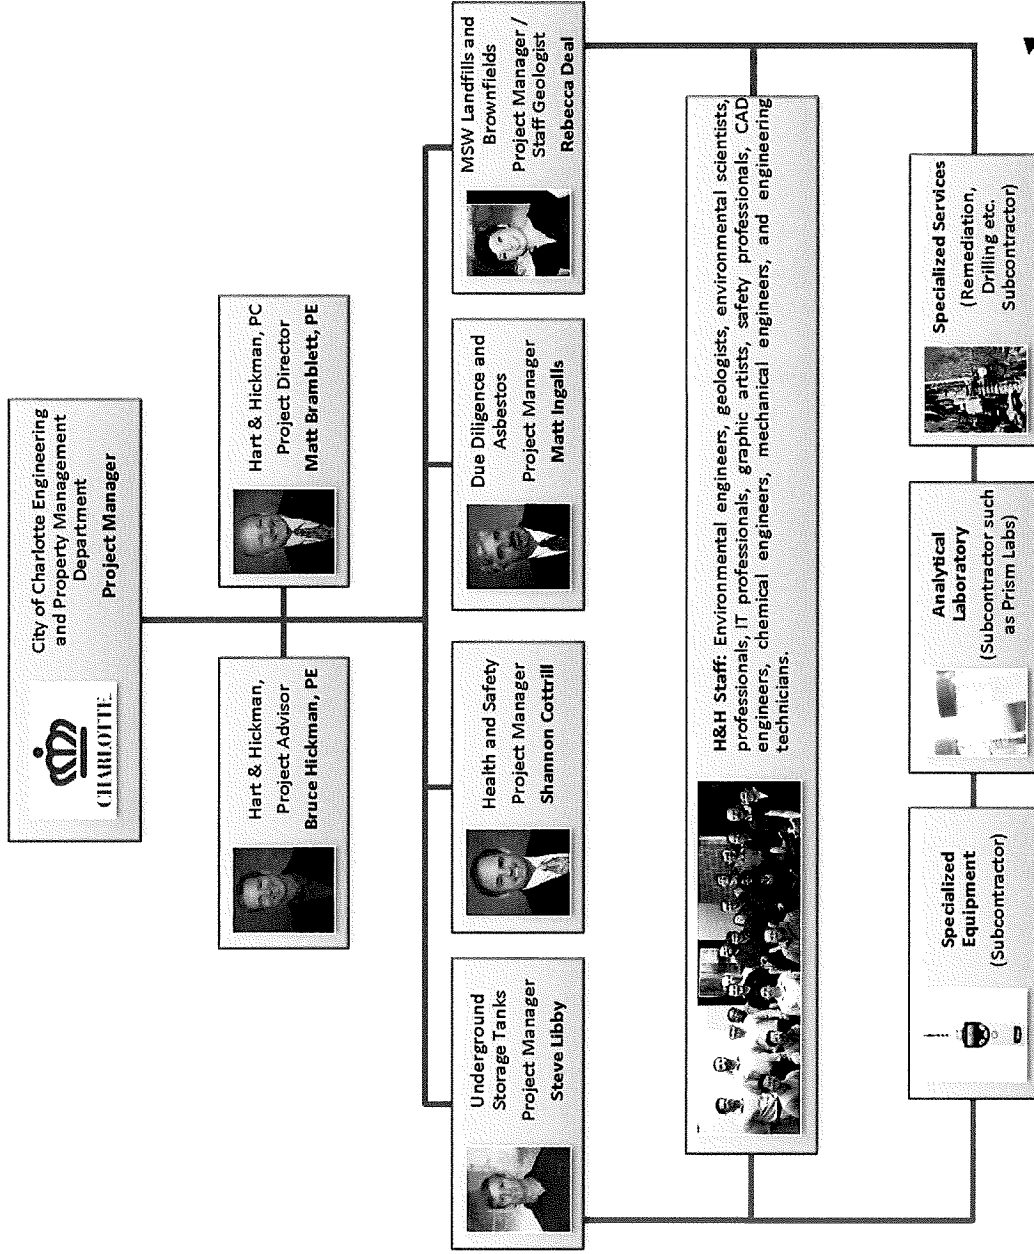 CHARLOTTE
City of Charlotte Engineering
and Property Management
Department
Project Manager
Hart & Hickman,
Project Advisor
Bruce Hickman, PE
Hart & Hickman, PC
Project Director
Matt Bramblett, PE
Underground
Storage Tanks
Project Manager
Steve Libby
Health and Safety
Project Manager
Shannon Cottrill
Due Diligence and
Asbestos
Project Manager
Matt Ingalls
MSW Landfills and
Brownfields
Project Manager /
Staff Geologist
Rebecca Deal
H&H Staff: Environmental engineers, geologists, environmental scientists,
professionals, IT professionals, graphic artists, safety professionals, CAD
engineers, chemical engineers, mechanical engineers, and engineering
technicians.
Specialized
Equipment
(Subcontractor)
Analytical
Laboratory
(Subcontractor such
as Prism Labs)
Specialized Services
(Remediation,
Drilling etc.
Subcontractor)